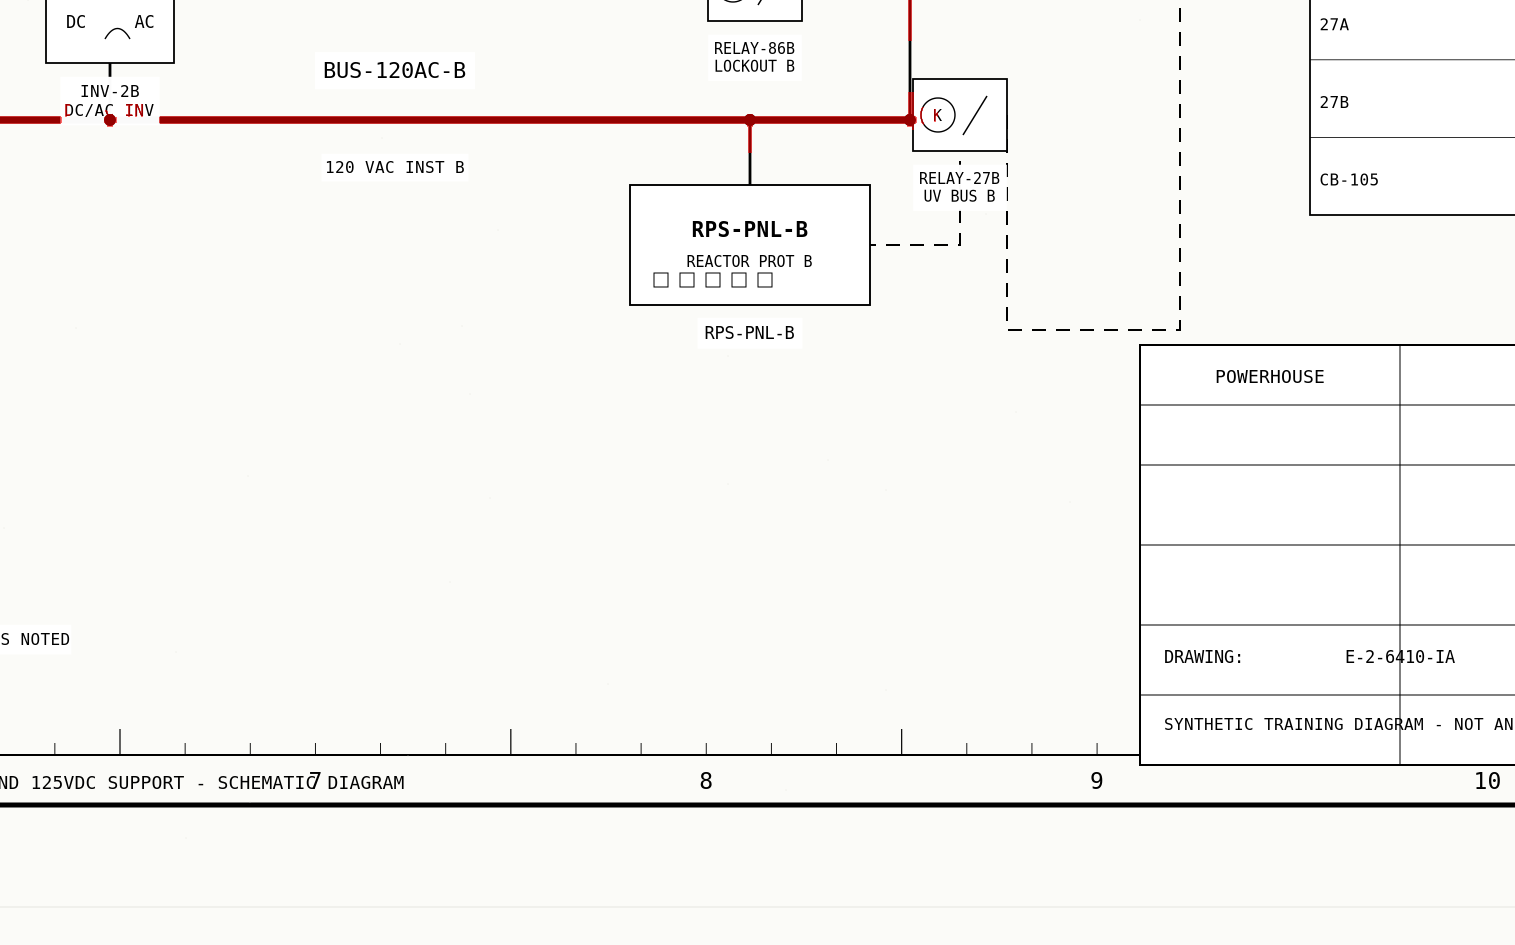 DC AC
27A
RELAY-86B
LOCKOUT B
BUS-120AC-B
INV-2B
DC/AC INV
27B
K
120 VAC INST B
RELAY-27B
UV BUS B
CB-105
RPS-PNL-B
REACTOR PROT B
RPS-PNL-B
POWERHOUSE
S NOTED
DRAWING: E-2-6410-IA
SYNTHETIC TRAINING DIAGRAM - NOT AN
ND 125VDC SUPPORT - SCHEMATIC DIAGRAM
7 8 9 10